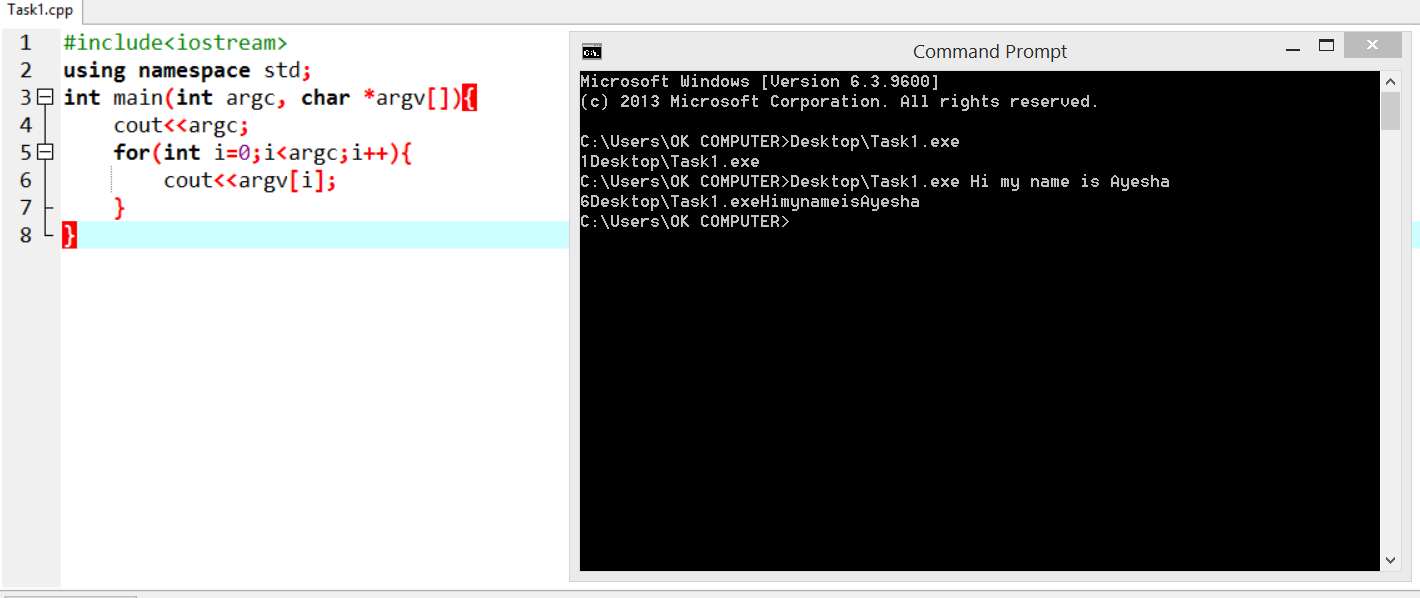 Task1.cpp
1 #include<iostream>
2 using namespace std;
3 int main(int argc, char *argv[]){
4 cout<<argc;
5 for(int i=0;i<argc;i++){
6 cout<<argv[i];
7 }
8 }
Command Prompt
Microsoft Windows [Version 6.3.9600]
(c) 2013 Microsoft Corporation. All rights reserved.
C:\Users\OK COMPUTER>Desktop\Task1.exe
1Desktop\Task1.exe
C:\Users\OK COMPUTER>Desktop\Task1.exe Hi my name is Ayesha
6Desktop\Task1.exeHimynameisAyesha
C:\Users\OK COMPUTER>